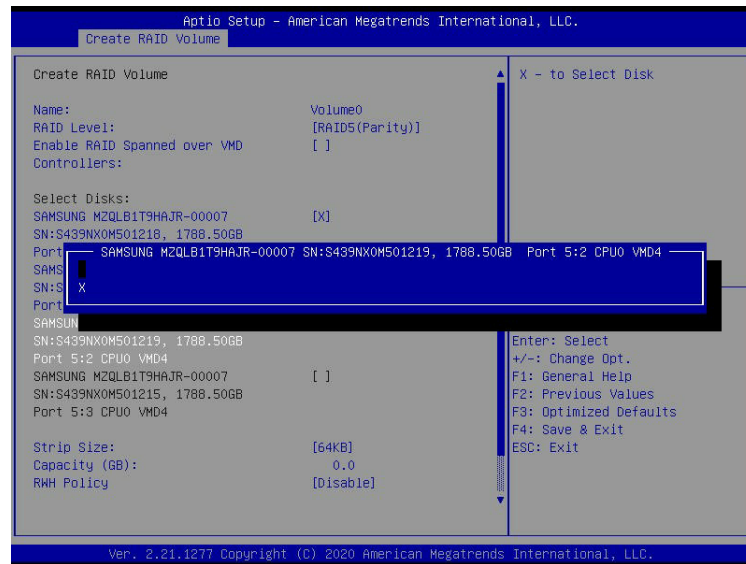 Aptio Setup – American Megatrends International, LLC.
Create RAID Volume
Create RAID Volume
Name: Volume0
RAID Level: [RAID5(Parity)]
Enable RAID Spanned over VMD [ ]
Controllers:
Select Disks:
SAMSUNG MZQLB1T9HAJR-00007 [X]
SN:S439NX0M501218, 1788.50GB
Port
SAMS
SN:S
Port
SAMSUN
SN:S439NX0M501219, 1788.50GB
Port 5:2 CPU0 VMD4
SAMSUNG MZQLB1T9HAJR-00007 [ ]
SN:S439NX0M501215, 1788.50GB
Port 5:3 CPU0 VMD4
Strip Size: [64KB]
Capacity (GB): 0.0
RWH Policy [Disable]
SAMSUNG MZQLB1T9HAJR-00007 SN:S439NX0M501219, 1788.50GB Port 5:2 CPU0 VMD4
X
X – to Select Disk
Enter: Select
+/-: Change Opt.
F1: General Help
F2: Previous Values
F3: Optimized Defaults
F4: Save & Exit
ESC: Exit
Ver. 2.21.1277 Copyright (C) 2020 American Megatrends International, LLC.